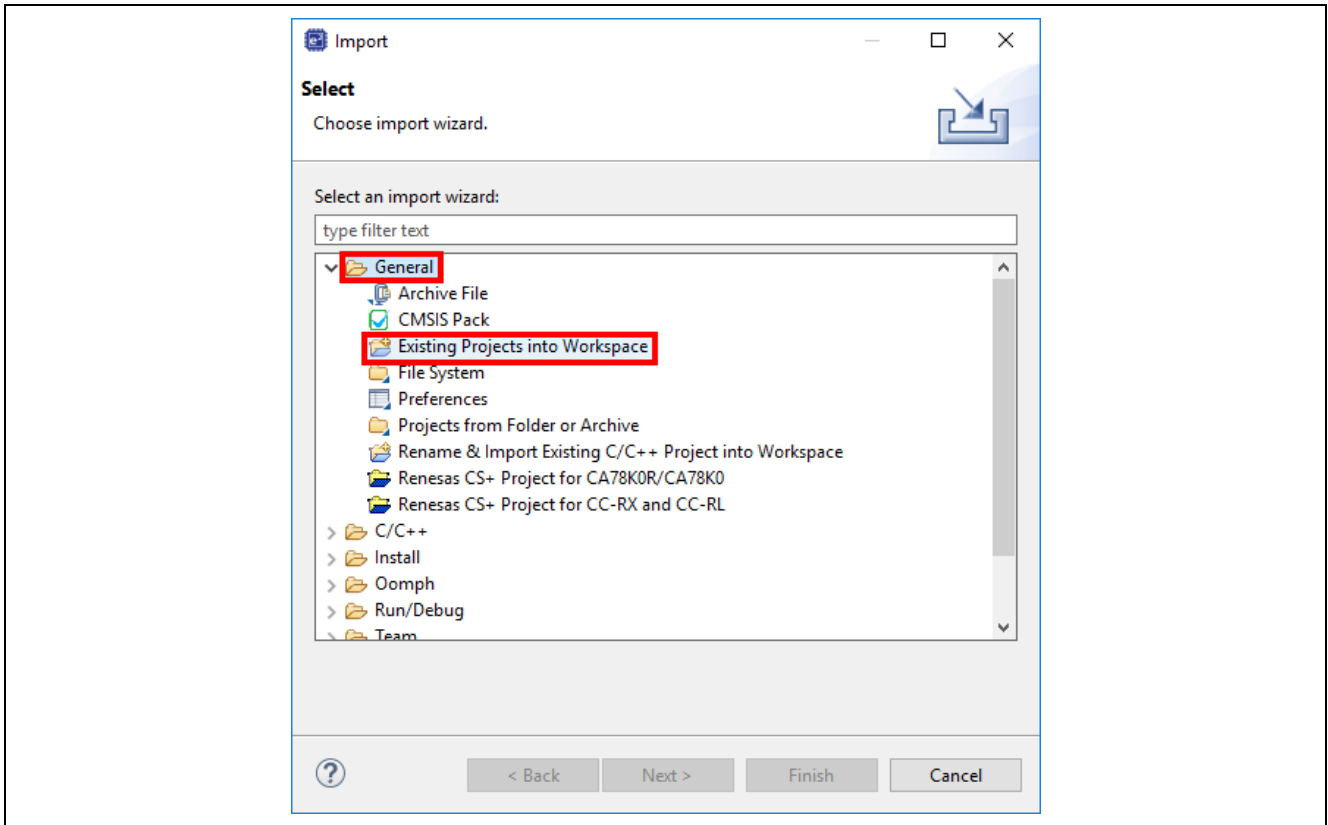 Import
Select
Choose import wizard.
Select an import wizard:
type filter text
General
Archive File
CMSIS Pack
Existing Projects into Workspace
File System
Preferences
Projects from Folder or Archive
Rename & Import Existing C/C++ Project into Workspace
Renesas CS+ Project for CA78K0R/CA78K0
Renesas CS+ Project for CC-RX and CC-RL
C/C++
Install
Oomph
Run/Debug
Team
? < Back Next > Finish Cancel